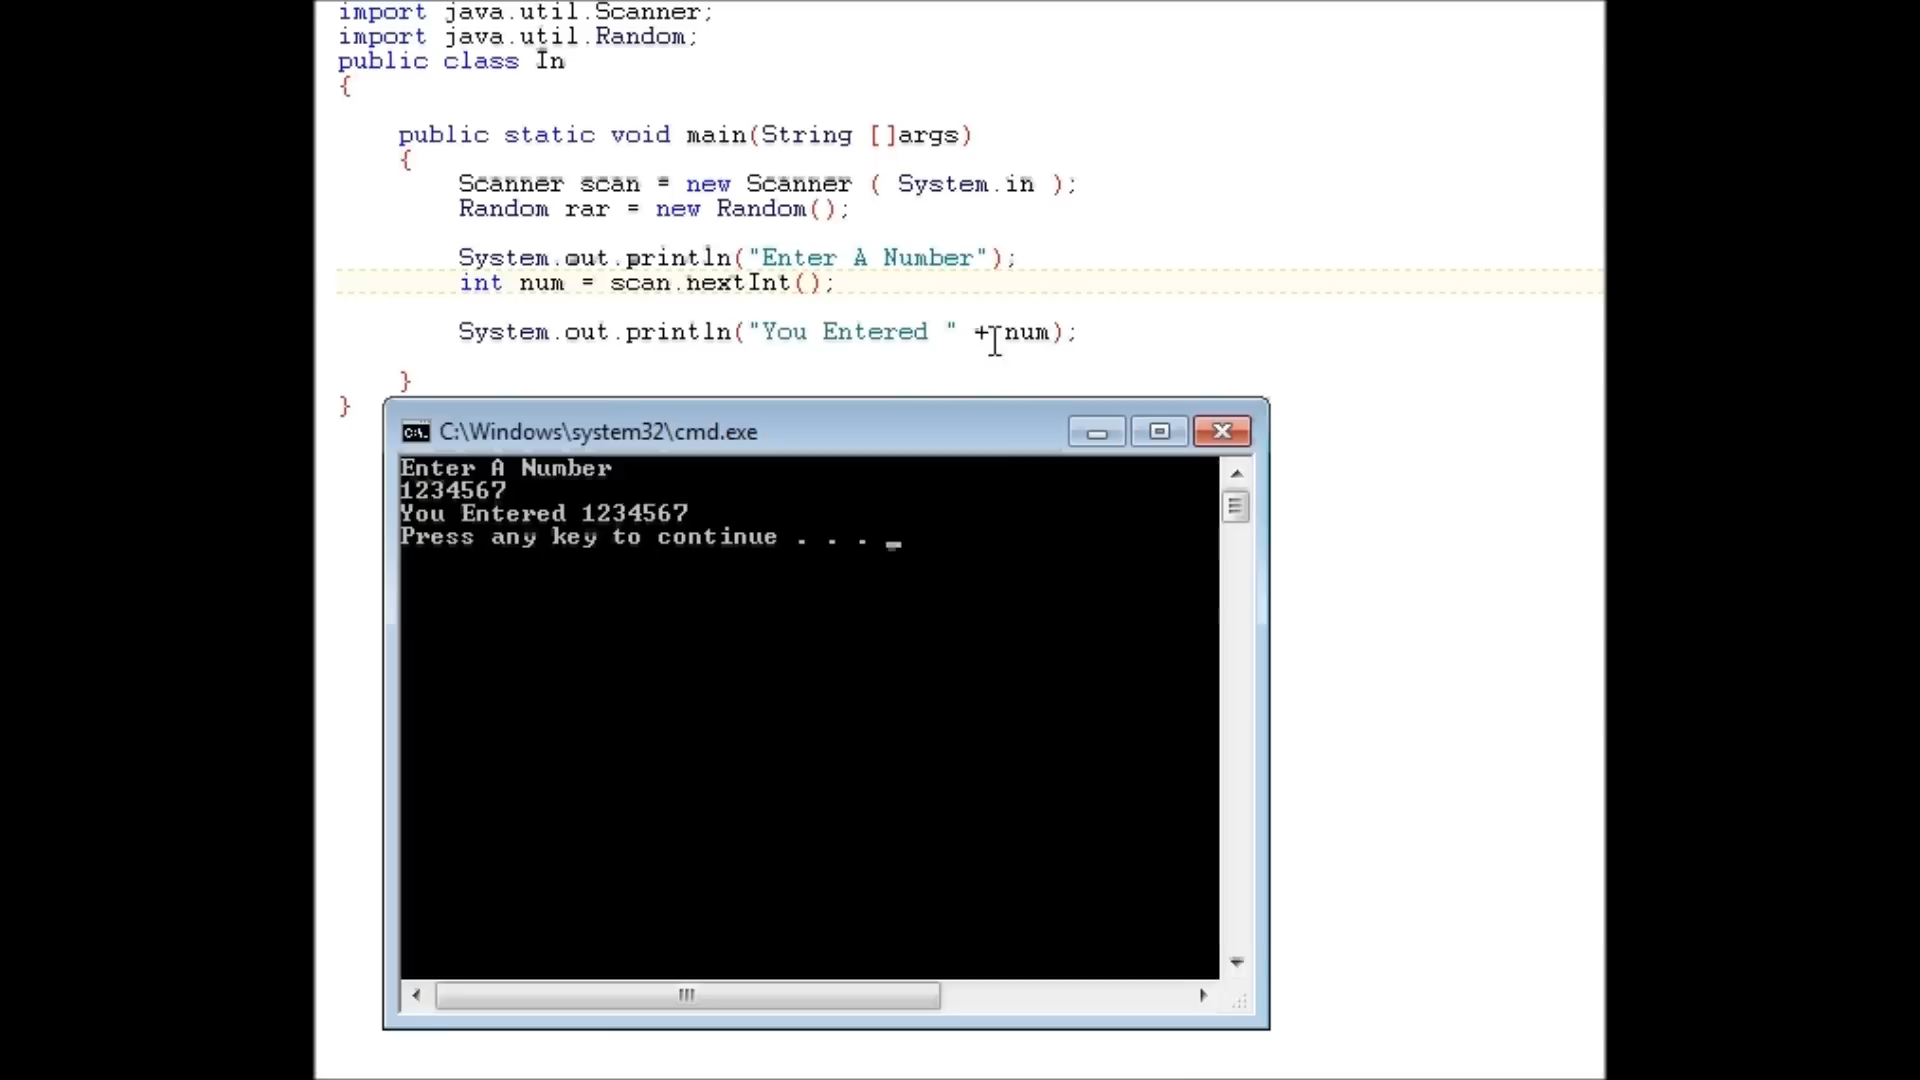 import java.util.Scanner;
import java.util.Random;
public class In
{
public static void main(String []args)
{
Scanner scan = new Scanner ( System.in );
Random rar = new Random();
System.out.println("Enter A Number");
int num = scan.nextInt();
System.out.println("You Entered " + num);
}
}
C:\Windows\system32\cmd.exe
Enter A Number
1234567
You Entered 1234567
Press any key to continue . . . _